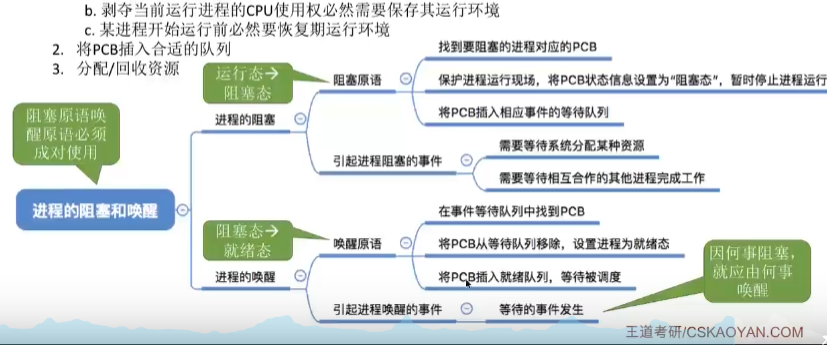 b. 剥夺当前运行进程的CPU使用权必然需要保存其运行环境
c. 某进程开始运行前必然要恢复期运行环境
2. 将PCB插入合适的队列
3. 分配/回收资源
运行态→
阻塞态
阻塞原语
找到要阻塞的进程对应的PCB
保护进程运行现场，将PCB状态信息设置为“阻塞态”，暂时停止进程运行
将PCB插入相应事件的等待队列
阻塞原语唤
醒原语必须
成对使用
进程的阻塞
引起进程阻塞的事件
需要等待系统分配某种资源
需要等待相互合作的其他进程完成工作
进程的阻塞和唤醒
阻塞态→
就绪态
唤醒原语
在事件等待队列中找到PCB
将PCB从等待队列移除，设置进程为就绪态
将PCB插入就绪队列，等待被调度
进程的唤醒
引起进程唤醒的事件
等待的事件发生
因何事阻塞，
就应由何事
唤醒
王道考研/CSKAOYAN.COM